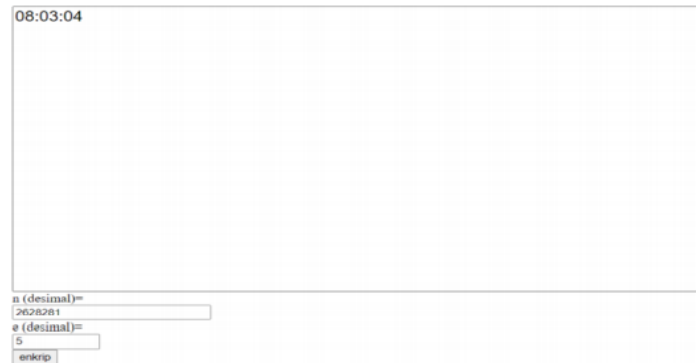 08:03:04
n (desimal)=
2628281
e (desimal)=
5
enkrip